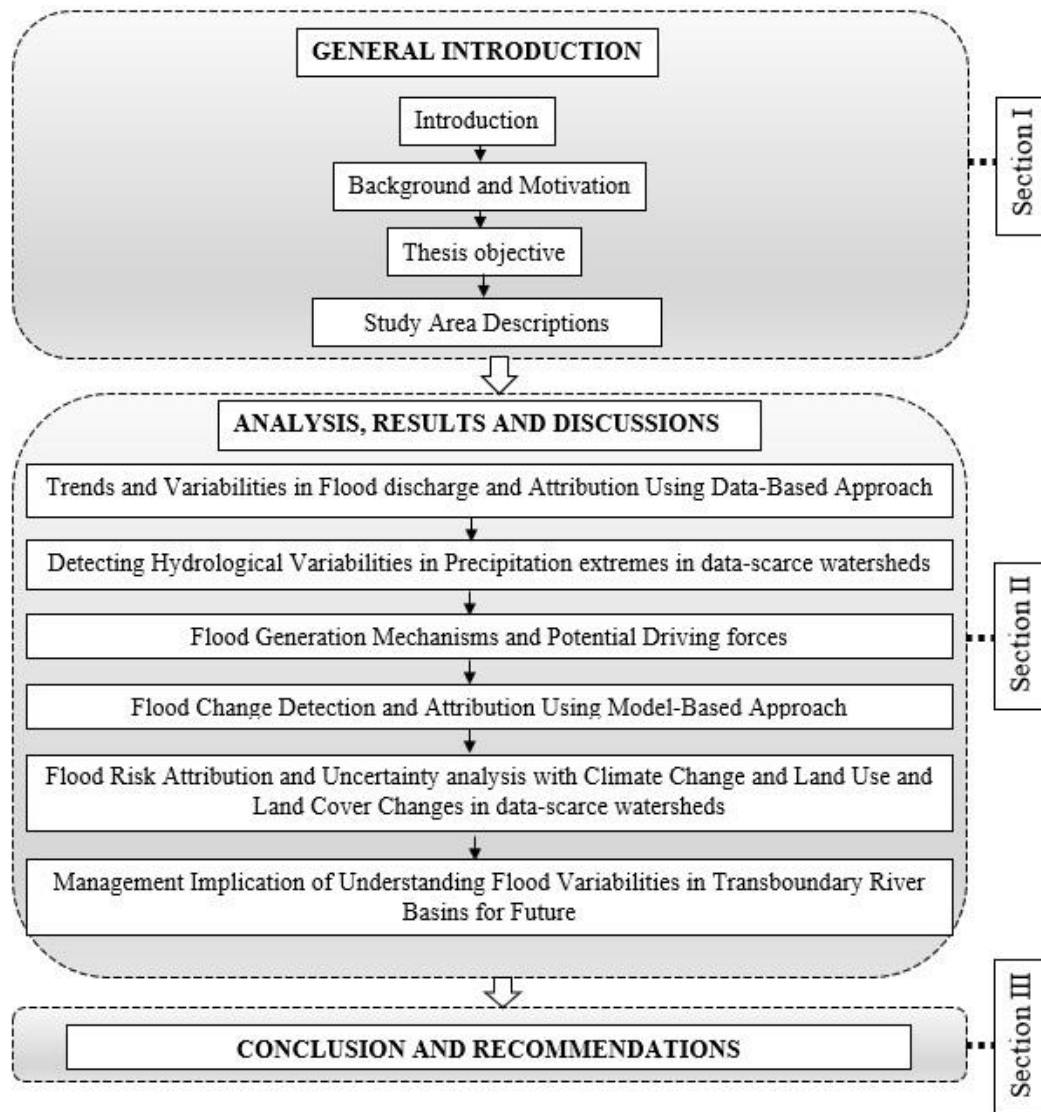 GENERAL INTRODUCTION
Introduction
Background and Motivation
Thesis objective
Study Area Descriptions
Section I
ANALYSIS, RESULTS AND DISCUSSIONS
Trends and Variabilities in Flood discharge and Attribution Using Data-Based Approach
Detecting Hydrological Variabilities in Precipitation extremes in data-scarce watersheds
Flood Generation Mechanisms and Potential Driving forces
Flood Change Detection and Attribution Using Model-Based Approach
Flood Risk Attribution and Uncertainty analysis with Climate Change and Land Use and
Land Cover Changes in data-scarce watersheds
Management Implication of Understanding Flood Variabilities in Transboundary River
Basins for Future
Section II
CONCLUSION AND RECOMMENDATIONS
Section III